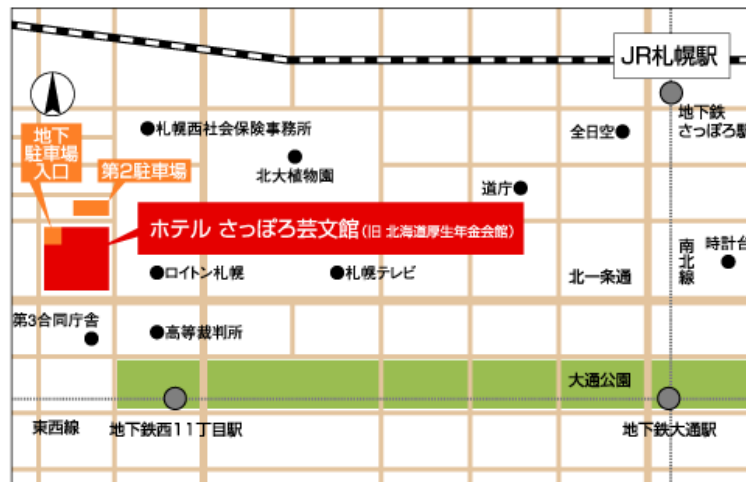 JR札幌駅
地下鉄
さっぽろ駅
地下
駐車場
入口
札幌西社会保険事務所
全日空
北大植物園
第2駐車場
道庁
ホテル さっぽろ芸文館(旧 北海道厚生年金会館)
南北線
時計台
ロイトン札幌
札幌テレビ
北一条通
第3合同庁舎
高等裁判所
大通公園
東西線
地下鉄西11丁目駅
地下鉄大通駅